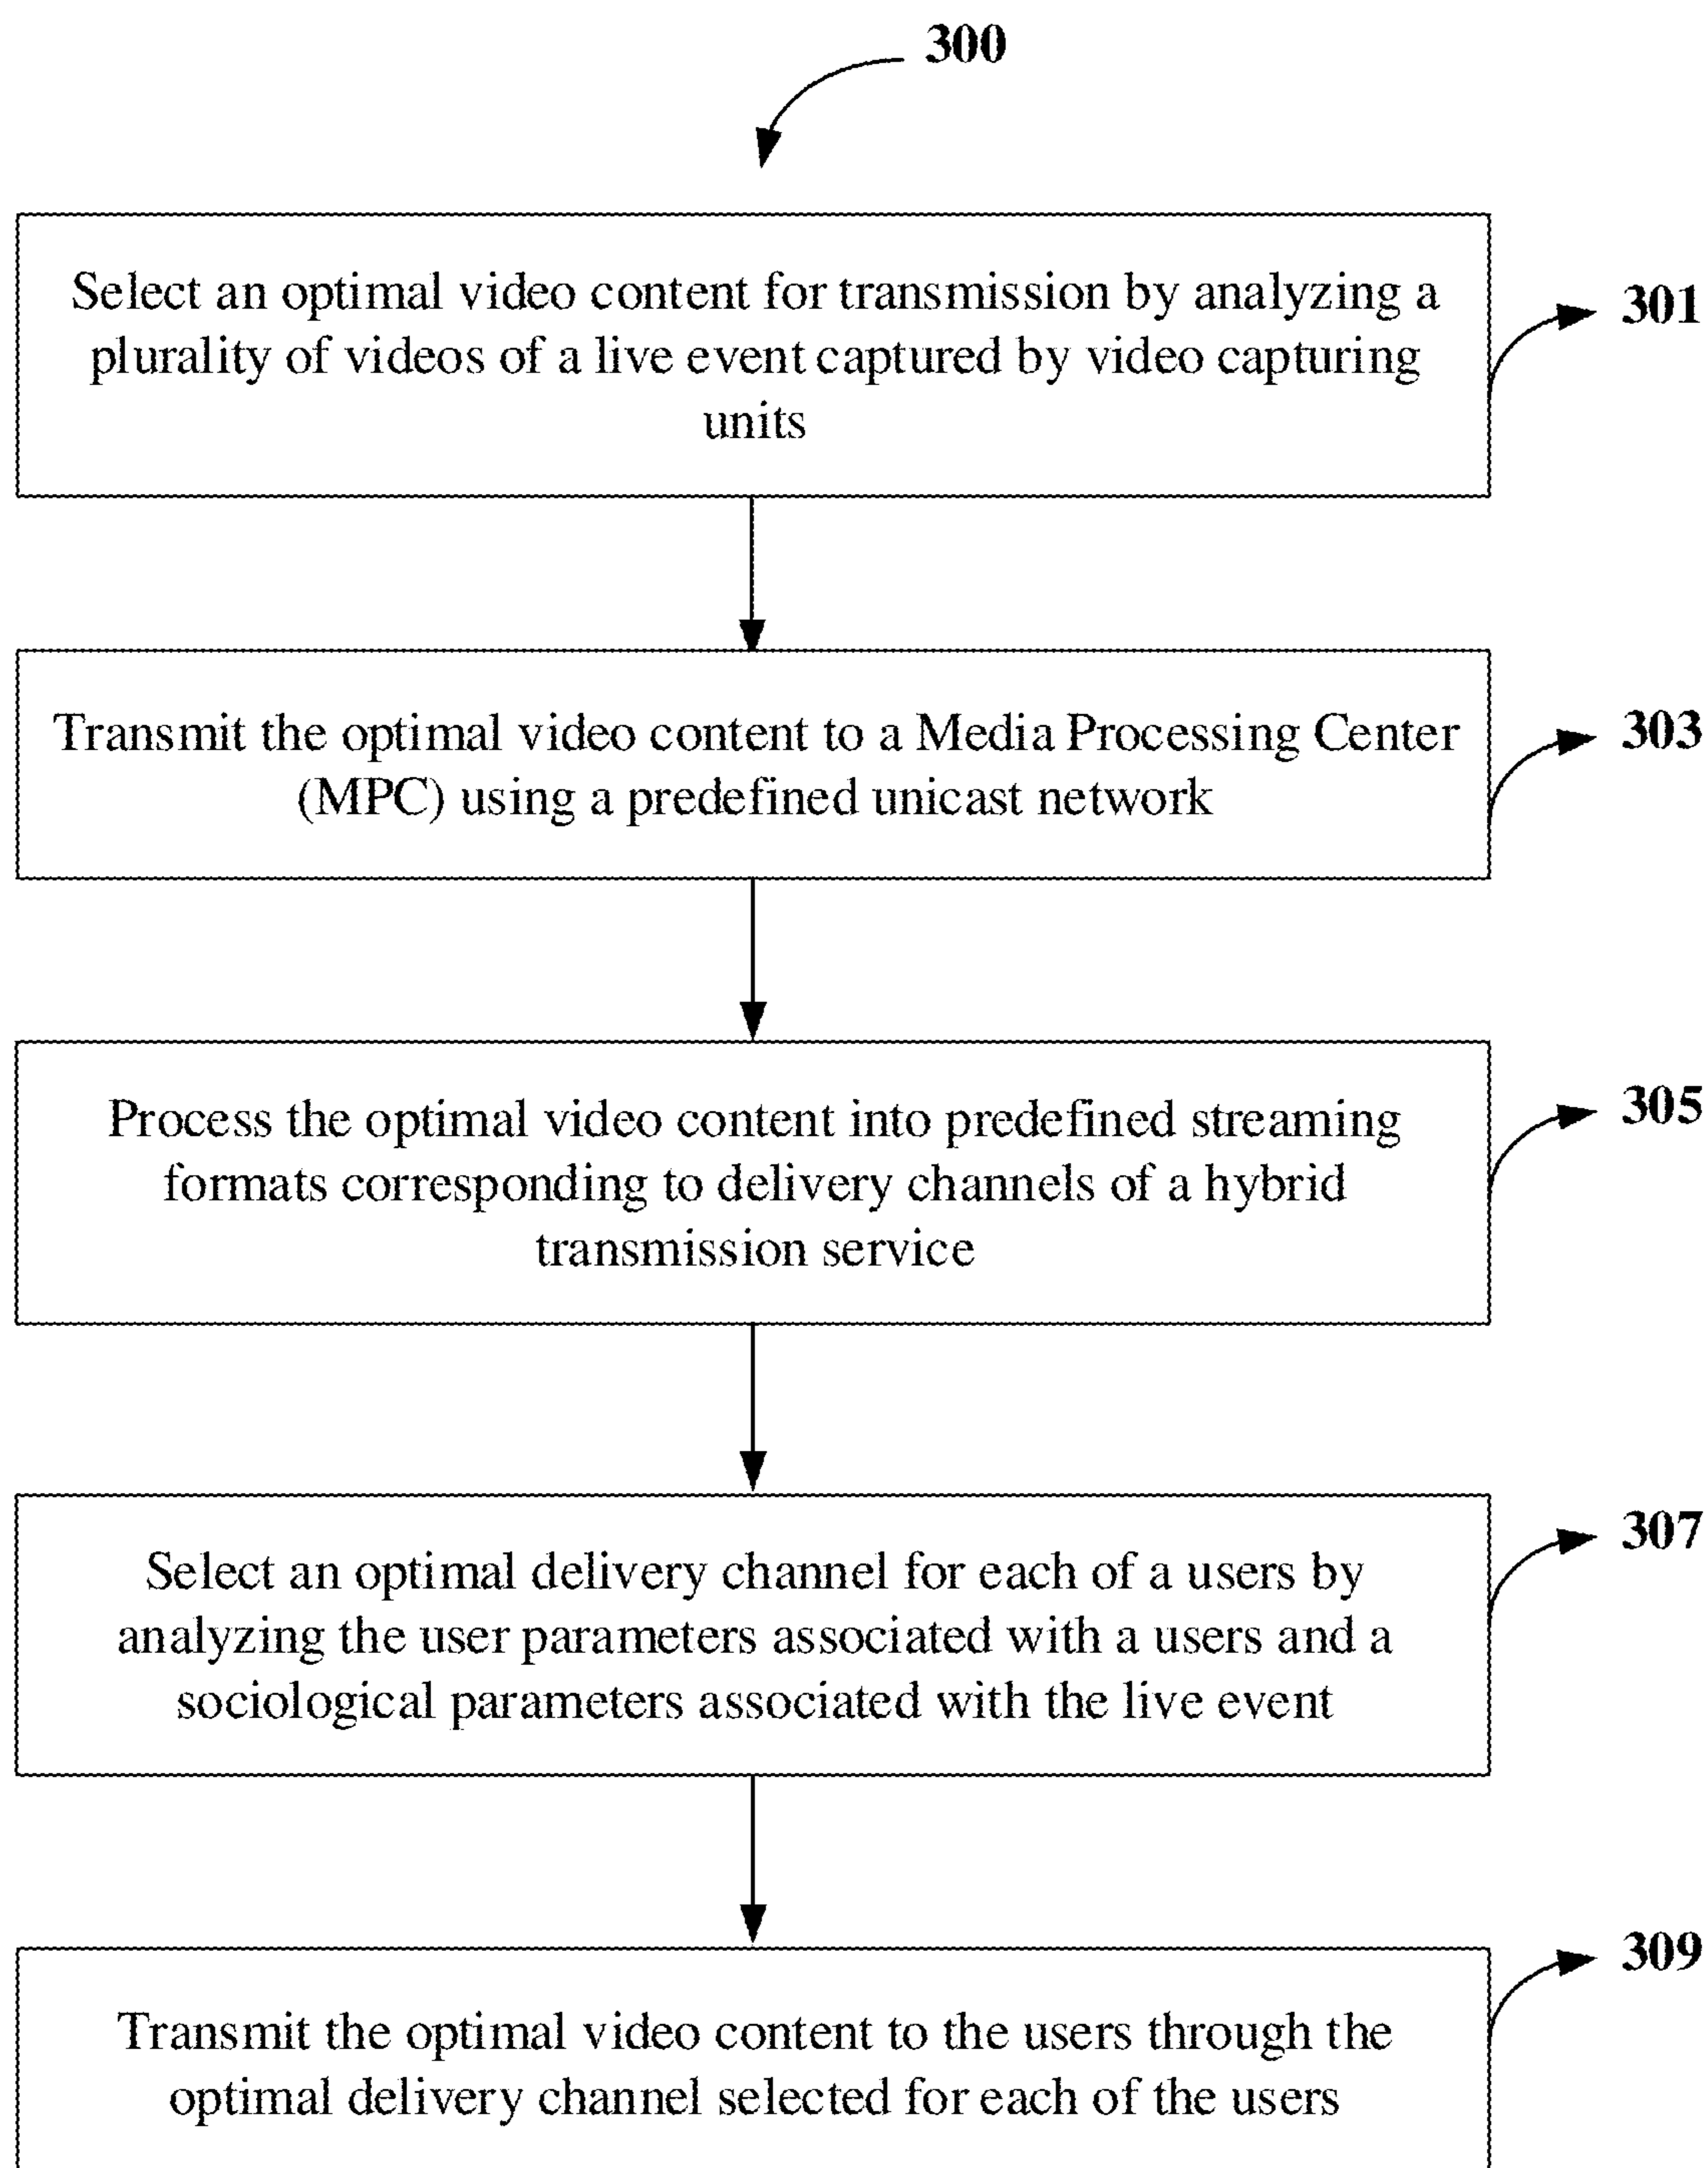 300
Select an optimal video content for transmission by analyzing a
plurality of videos of a live event captured by video capturing
units
301
Transmit the optimal video content to a Media Processing Center
(MPC) using a predefined unicast network
303
Process the optimal video content into predefined streaming
formats corresponding to delivery channels of a hybrid
transmission service
305
Select an optimal delivery channel for each of a users by
analyzing the user parameters associated with a users and a
sociological parameters associated with the live event
307
Transmit the optimal video content to the users through the
optimal delivery channel selected for each of the users
309